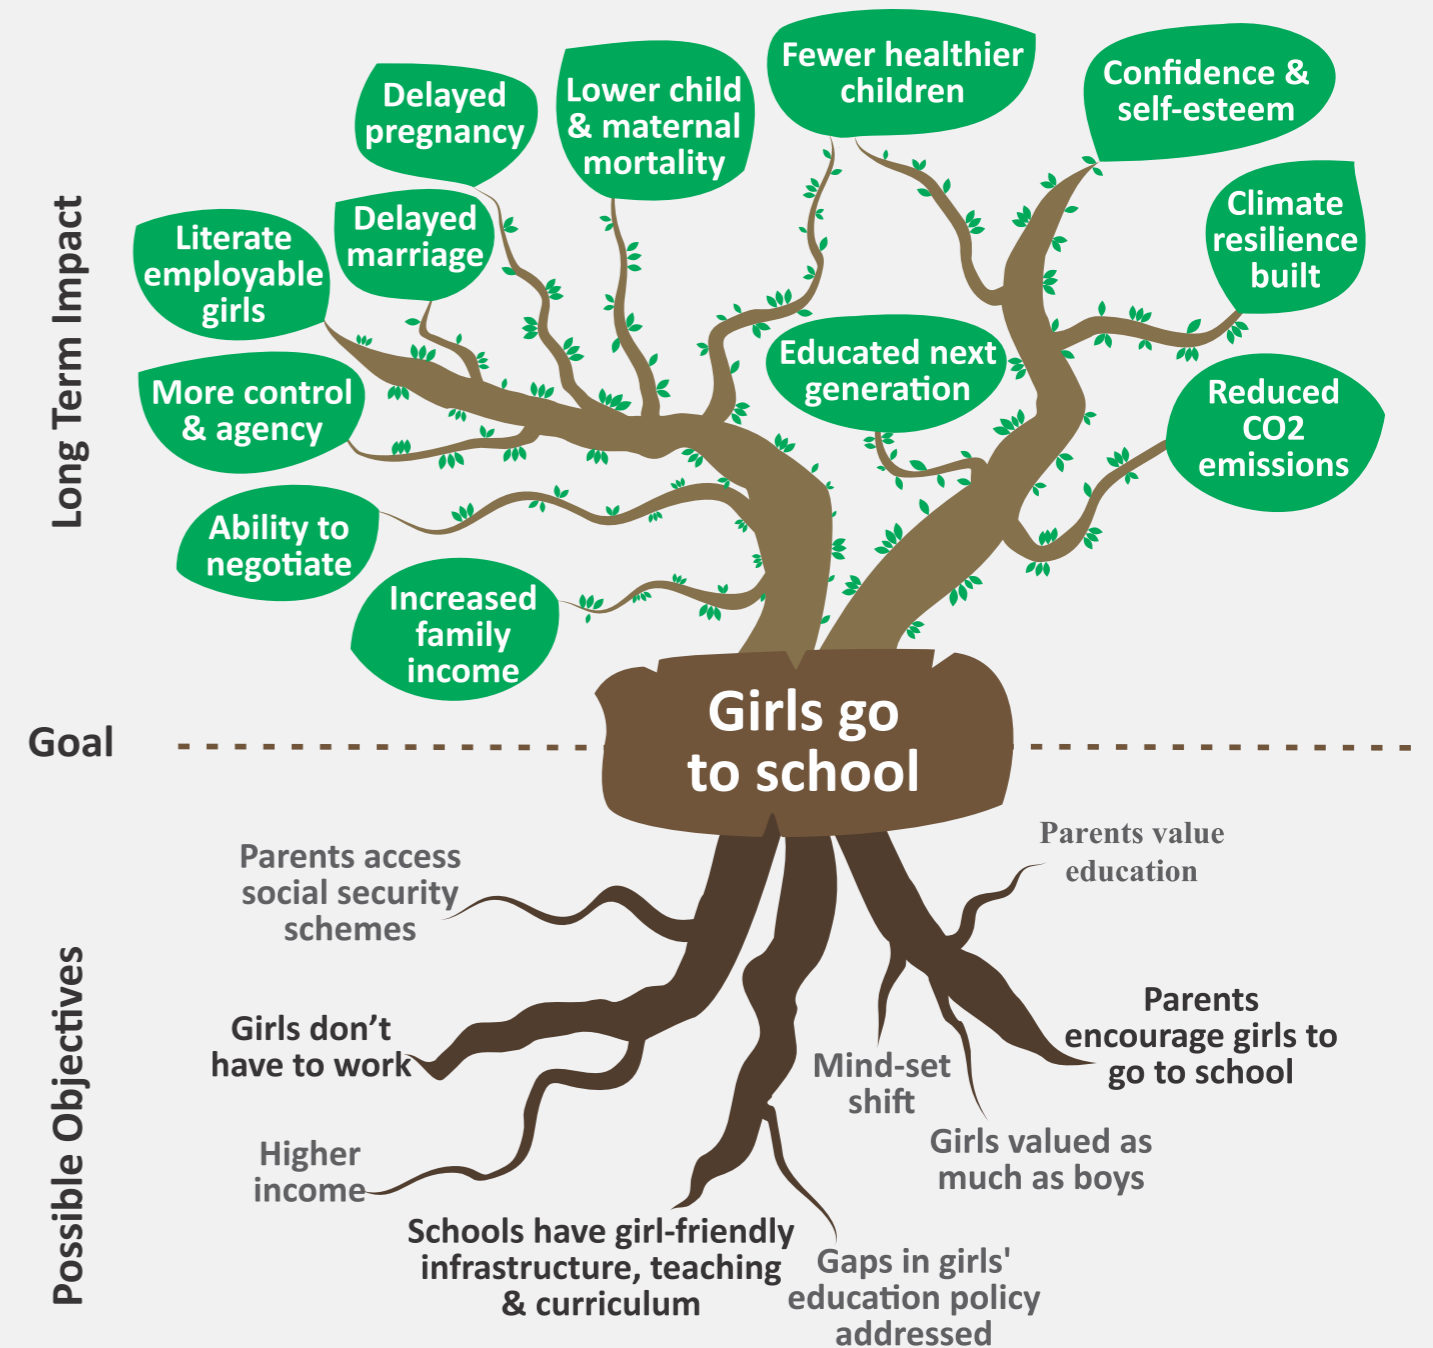 Long Term Impact
Delayed
pregnancy
Lower child
& maternal
mortality
Fewer healthier
children
Confidence &
self-esteem
Literate
employable
girls
Delayed
marriage
Climate
resilience
built
More control
& agency
Educated next
generation
Reduced
CO2
emissions
Ability to
negotiate
Increased
family
income
Goal
Girls go
to school
Possible Objectives
Parents access
social security
schemes
Parents value
education
Girls don’t
have to work
Parents
encourage girls to
go to school
Mind-set
shift
Higher
income
Girls valued as
much as boys
Schools have girl-friendly
infrastructure, teaching
& curriculum
Gaps in girls'
education policy
addressed